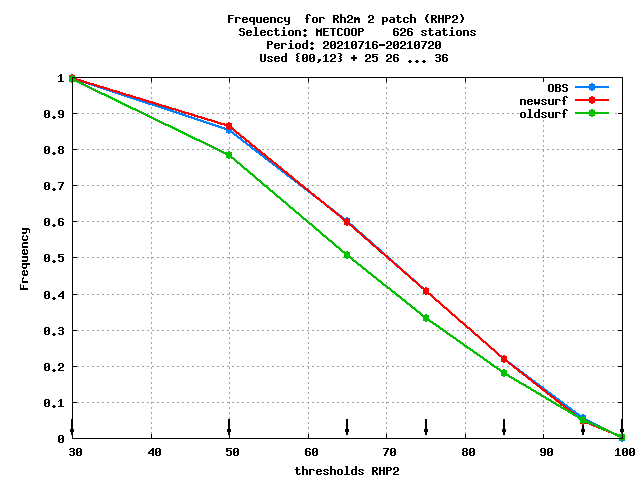 Frequency  for Rh2m 2 patch (RHP2)
Selection: METCOOP    626 stations
Period: 20210716-20210720
Used {00,12} + 25 26 ... 36
OBS
newsurf
oldsurf
1
0.9
0.8
0.7
0.6
0.5
0.4
0.3
0.2
0.1
0
Frequency
30 40 50 60 70 80 90 100
thresholds RHP2